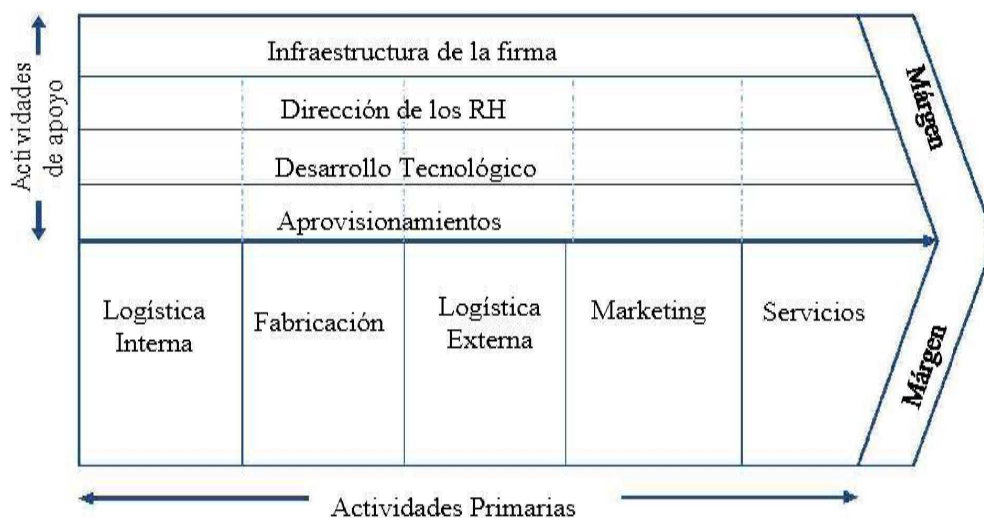 Actividades
de apoyo
Infraestructura de la firma
Dirección de los RH
Desarrollo Tecnológico
Aprovisionamientos
Márgen
Logística
Interna
Fabricación
Logística
Externa
Marketing
Servicios
Márgen
Actividades Primarias